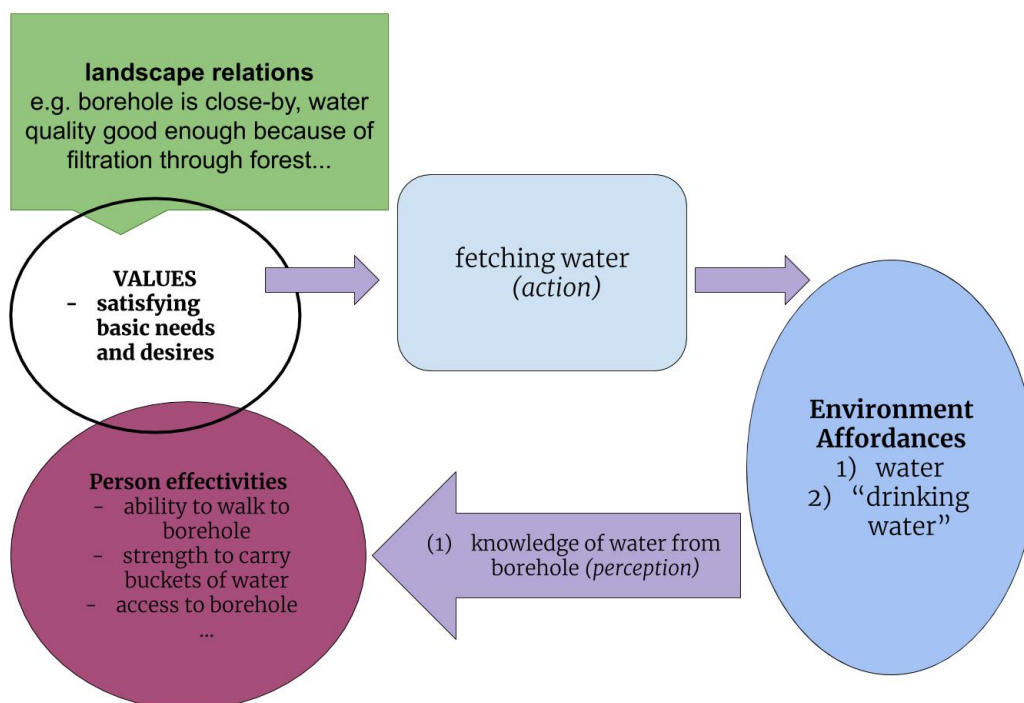 landscape relations
e.g. borehole is close-by, water
quality good enough because of
filtration through forest...
VALUES
- satisfying
basic needs
and desires
fetching water
(action)
Environment
Affordances
1) water
2) “drinking
water”
(1) knowledge of water from
borehole (perception)
Person effectivities
- ability to walk to
borehole
- strength to carry
buckets of water
- access to borehole
...